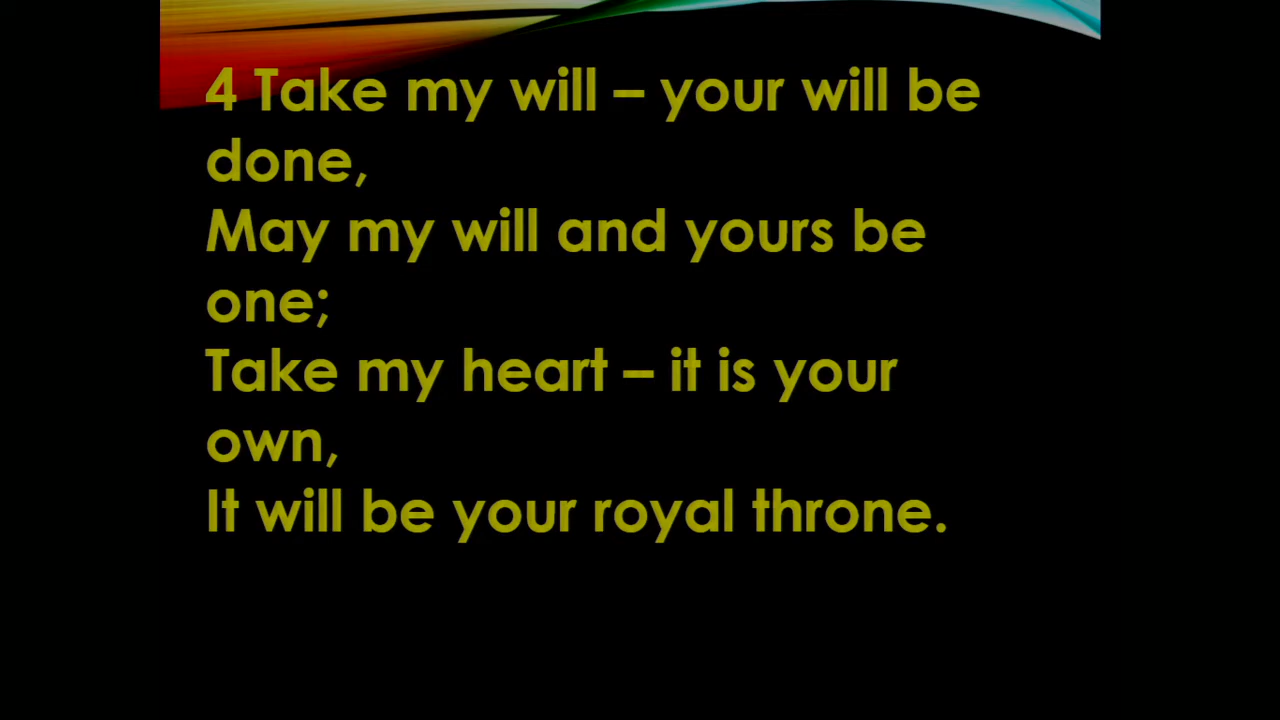 4 Take my will – your will be
done,
May my will and yours be
one;
Take my heart – it is your
own,
It will be your royal throne.